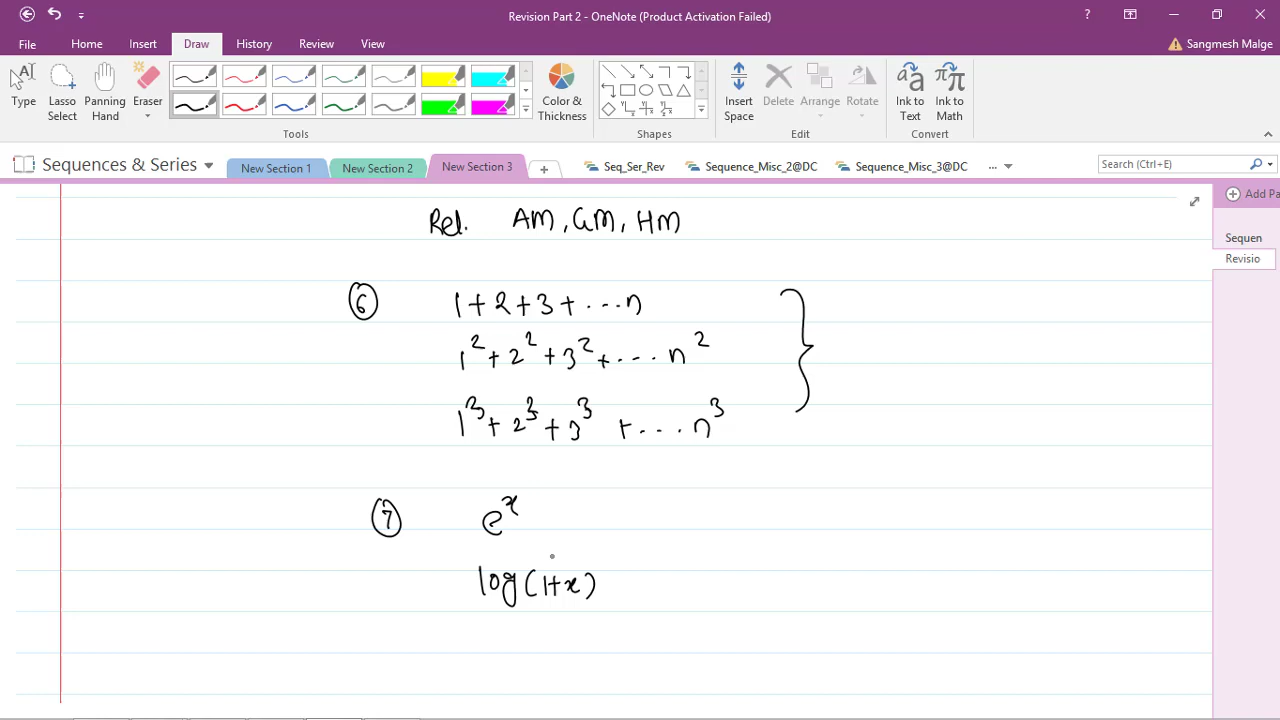 Revision Part 2 - OneNote (Product Activation Failed)
File Home Insert Draw History Review View
Sangmesh Malge
Type Lasso Select Panning Hand Eraser Color & Thickness Insert Space Delete Arrange Rotate Ink to Text Ink to Math
Tools Shapes Edit Convert
Sequences & Series New Section 1 New Section 2 New Section 3 Seq_Ser_Rev Sequence_Misc_2@DC Sequence_Misc_3@DC ... Search (Ctrl+E)
Add Pa
Sequen
Revisio
Rel. AM, GM, HM
⑥ 1+2+3+ ...n
1²+2²+3²+... n²
1³+2³+3³ +... n³
⑦ eˣ
log(1+x)